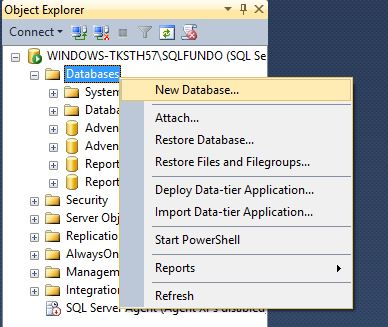 Object Explorer
Connect
WINDOWS-TKSTH57\SQLFUNDO (SQL Se
Databases
New Database...
System
Databa
Attach...
Adven
Restore Database...
Adven
Restore Files and Filegroups...
Report
Report
Deploy Data-tier Application...
Security
Import Data-tier Application...
Server Obj
Start PowerShell
Replication
AlwaysOn
Reports
Managem
Integration
Refresh
SQL Server Agent (Agent XPs disabled